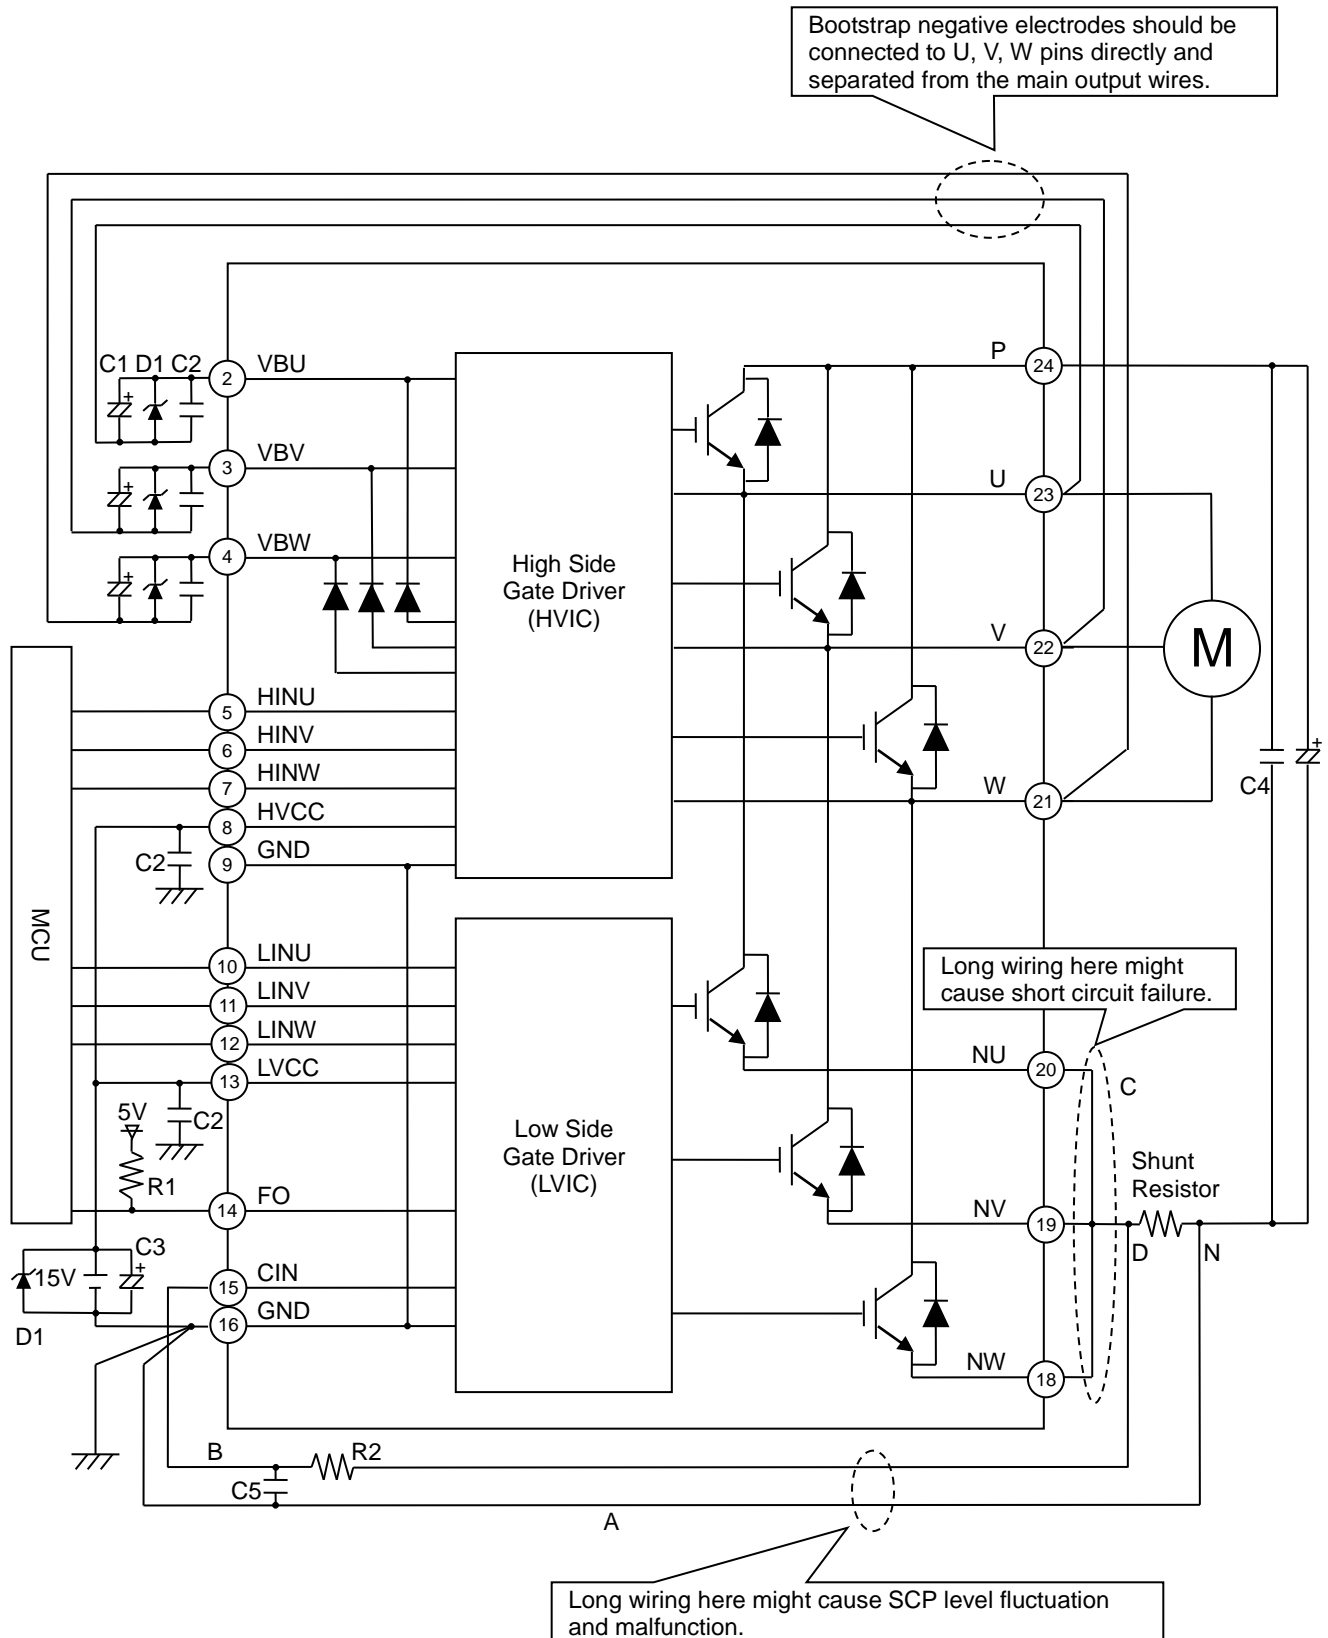 Bootstrap negative electrodes should be
connected to U, V, W pins directly and
separated from the main output wires.
C1 D1 C2
2
VBU
P
24
3
VBV
U
23
4
VBW
High Side
Gate Driver
(HVIC)
V
22
M
5
HINU
6
HINV
7
HINW
W
21
C4
8
HVCC
C2
9
GND
MCU
10
LINU
11
LINV
12
LINW
13
LVCC
Long wiring here might
cause short circuit failure.
NU
20
C
5V
C2
R1
Low Side
Gate Driver
(LVIC)
Shunt
Resistor
14
FO
NV
19
D
N
C3
15V
15
CIN
16
GND
D1
NW
18
B
R2
C5
A
Long wiring here might cause SCP level fluctuation
and malfunction.
+
+
+
+
+